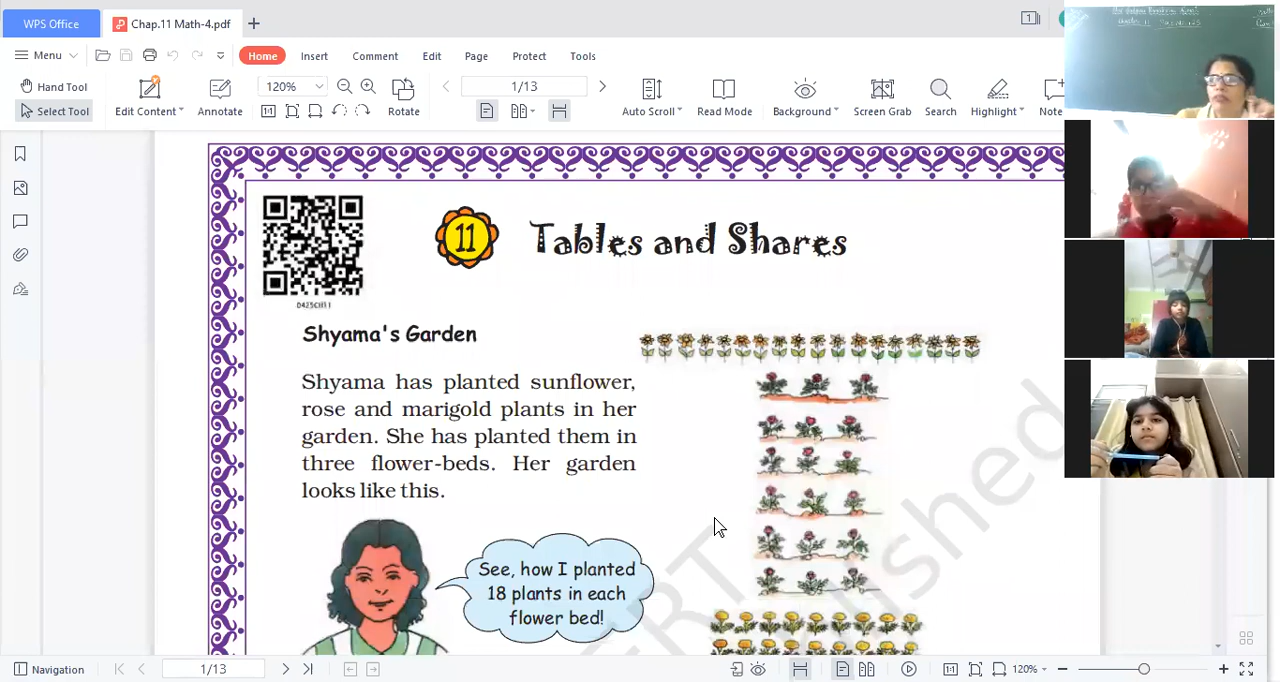 WPS Office
Chap.11 Math-4.pdf
Menu
Home
Insert
Comment
Edit
Page
Protect
Tools
Hand Tool
Select Tool
Edit Content
Annotate
120%
Rotate
1/13
Auto Scroll
Read Mode
Background
Screen Grab
Search
Highlight
Note
11
Tables and Shares
D425CH11
Shyama's Garden
Shyama has planted sunflower,
rose and marigold plants in her
garden. She has planted them in
three flower-beds. Her garden
looks like this.
See, how I planted
18 plants in each
flower bed!
Navigation
1/13
120%